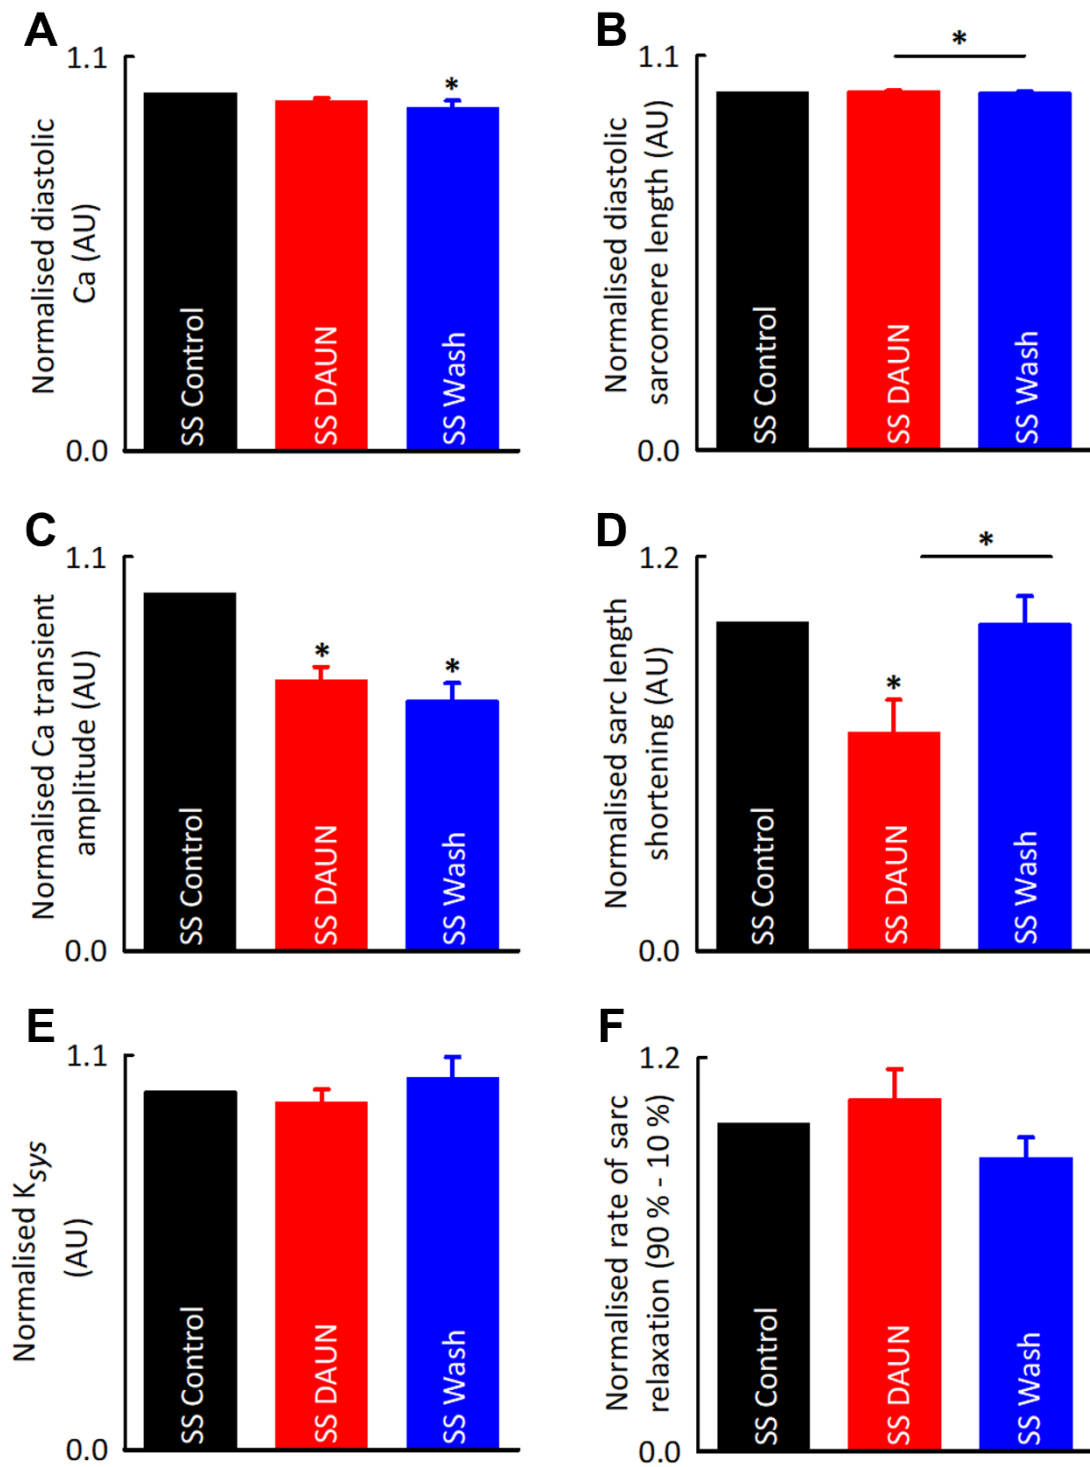 A
1.1
Normalised diastolic
Ca (AU)
0.0
*
SS Control
SS DAUN
SS Wash
B
1.1
Normalised diastolic
sarcomere length (AU)
0.0
*
SS Control
SS DAUN
SS Wash
C
1.1
Normalised Ca transient
amplitude (AU)
0.0
*
*
SS Control
SS DAUN
SS Wash
D
1.2
Normalised sarc length
shortening (AU)
0.0
*
*
SS Control
SS DAUN
SS Wash
E
1.1
Normalised Ksys
(AU)
0.0
SS Control
SS DAUN
SS Wash
F
1.2
Normalised rate of sarc
relaxation (90 % - 10 %)
0.0
SS Control
SS DAUN
SS Wash